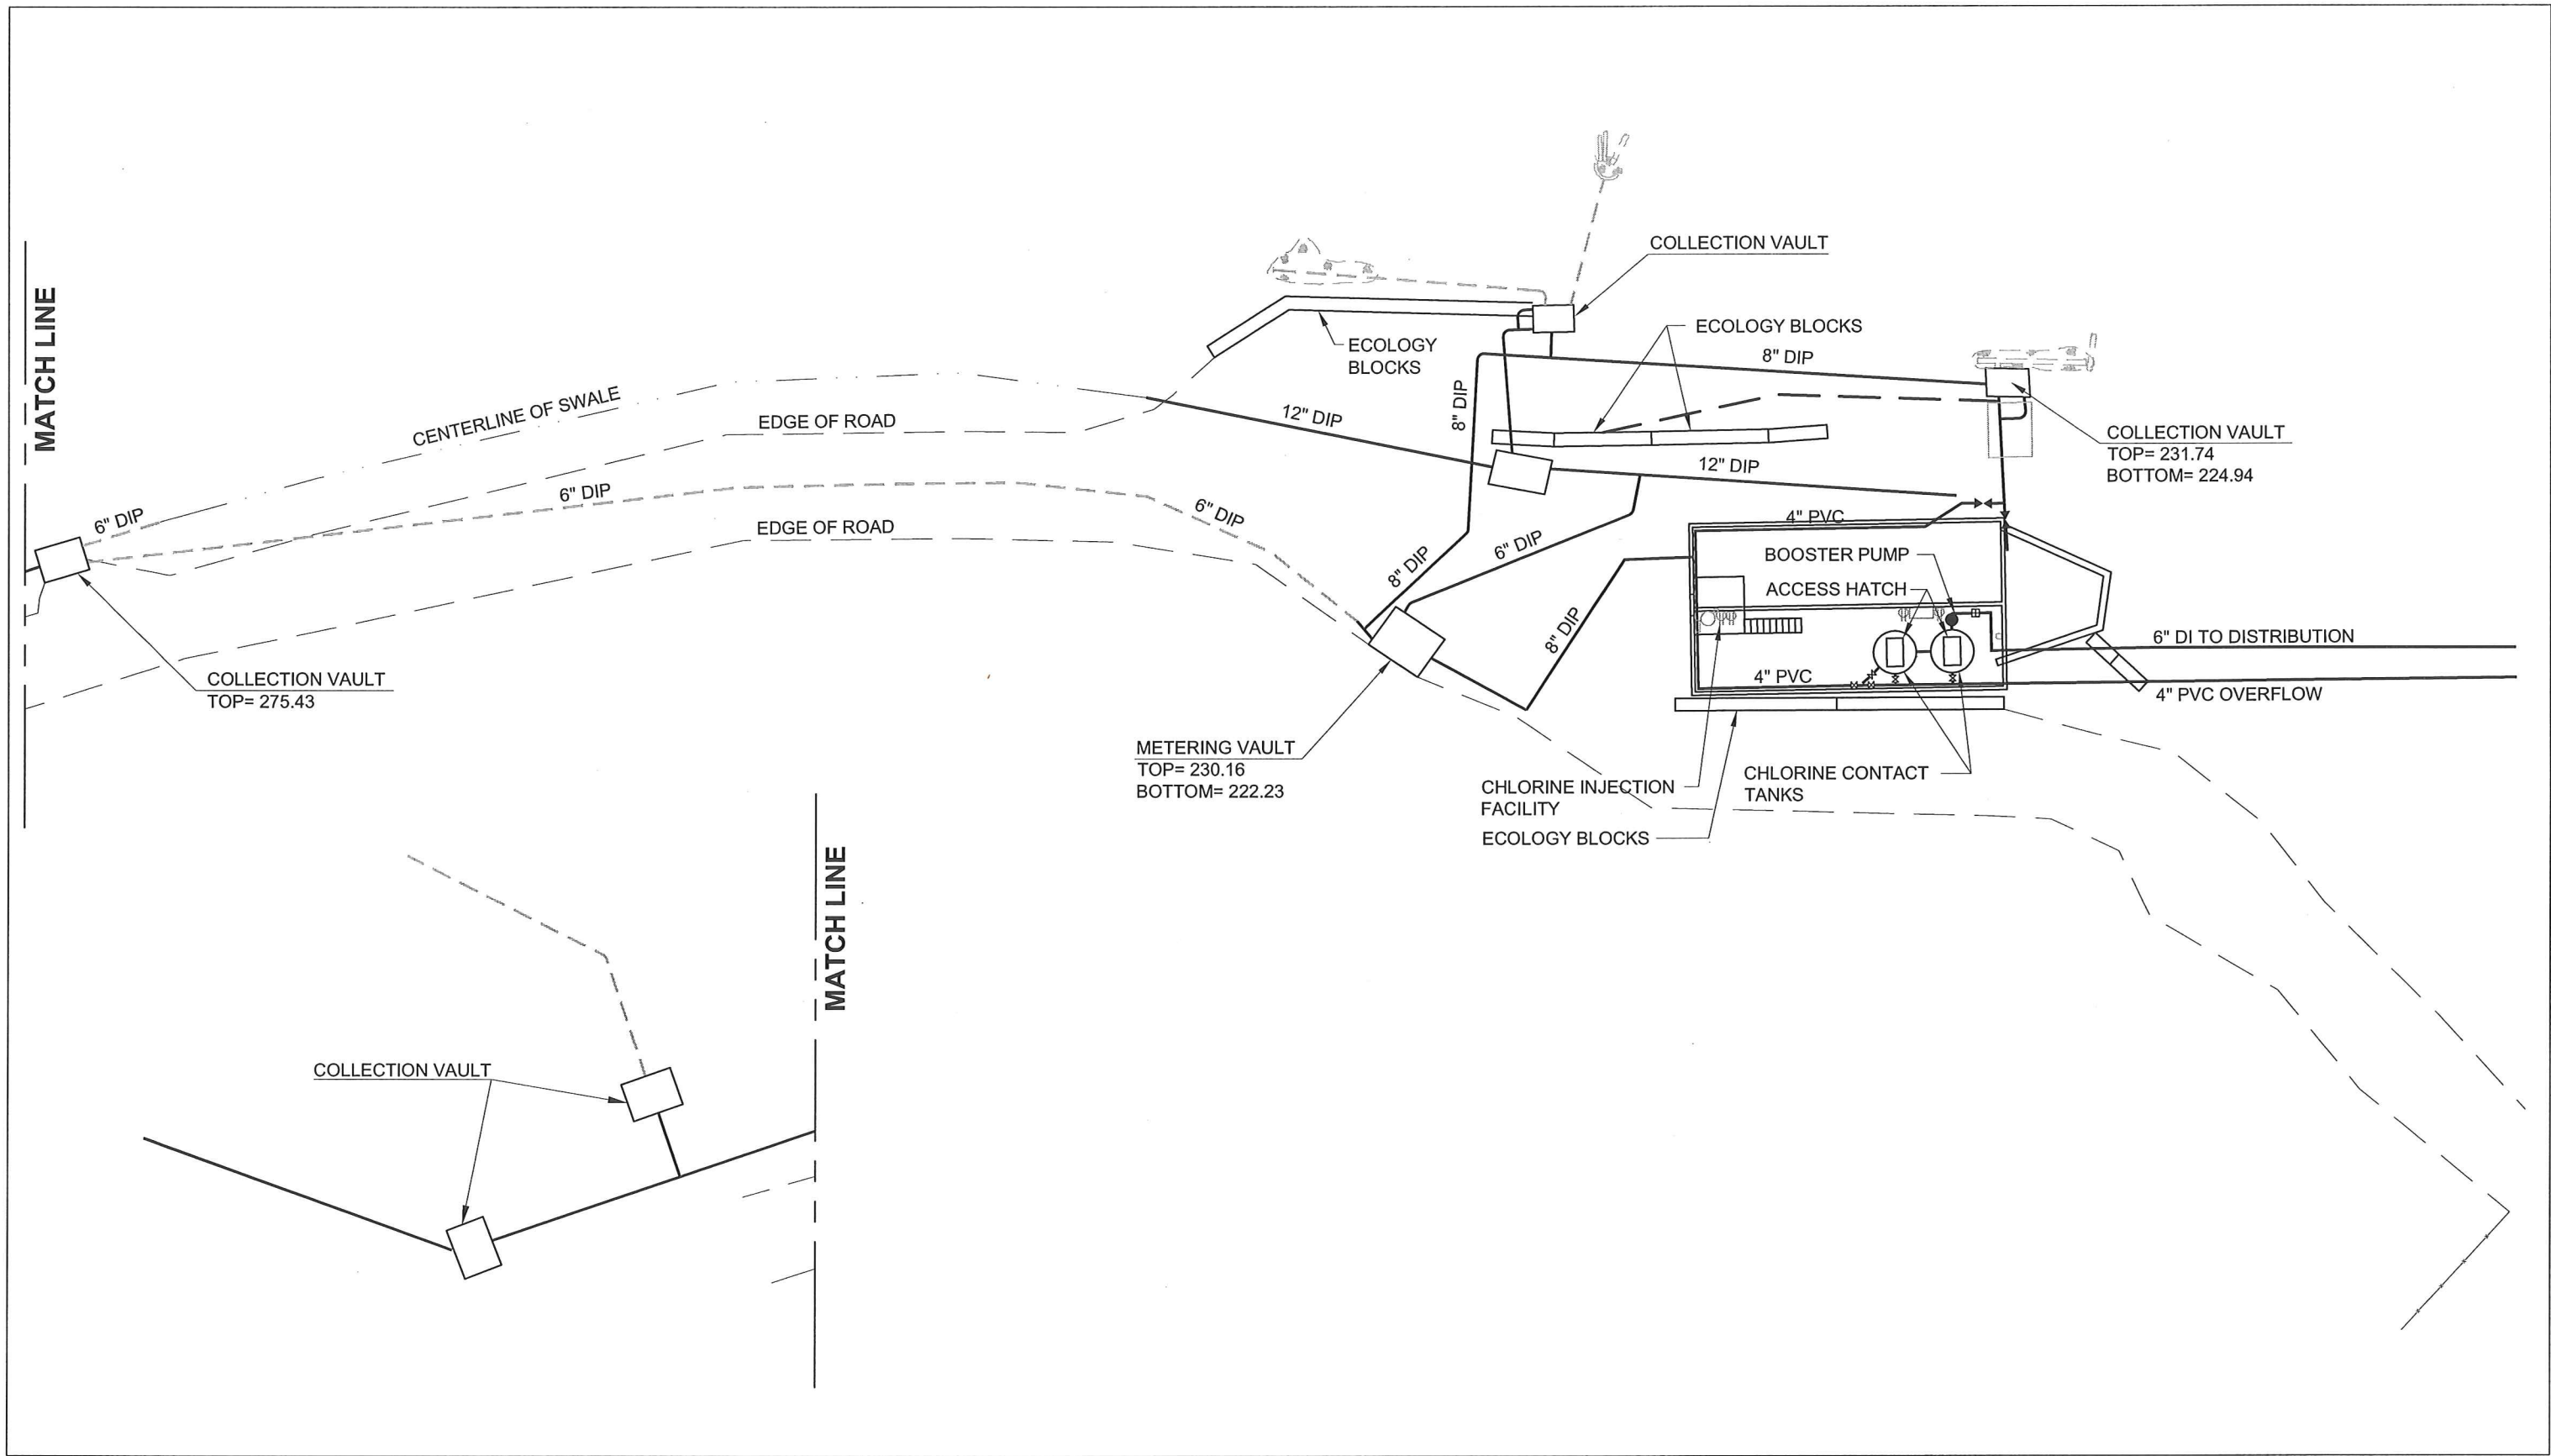 COLLECTION VAULT
MATCH LINE
ECOLOGY BLOCKS
ECOLOGY
BLOCKS
8" DIP
8" DIP
CENTERLINE OF SWALE
12" DIP
EDGE OF ROAD
COLLECTION VAULT
TOP= 231.74
BOTTOM= 224.94
12" DIP
6" DIP
6" DIP
6" DIP
4" PVC
EDGE OF ROAD
6" DIP
8" DIP
BOOSTER PUMP
ACCESS HATCH
8" DIP
6" DI TO DISTRIBUTION
COLLECTION VAULT
TOP= 275.43
4" PVC
4" PVC OVERFLOW
METERING VAULT
TOP= 230.16
BOTTOM= 222.23
CHLORINE INJECTION
FACILITY
CHLORINE CONTACT
TANKS
ECOLOGY BLOCKS
MATCH LINE
COLLECTION VAULT